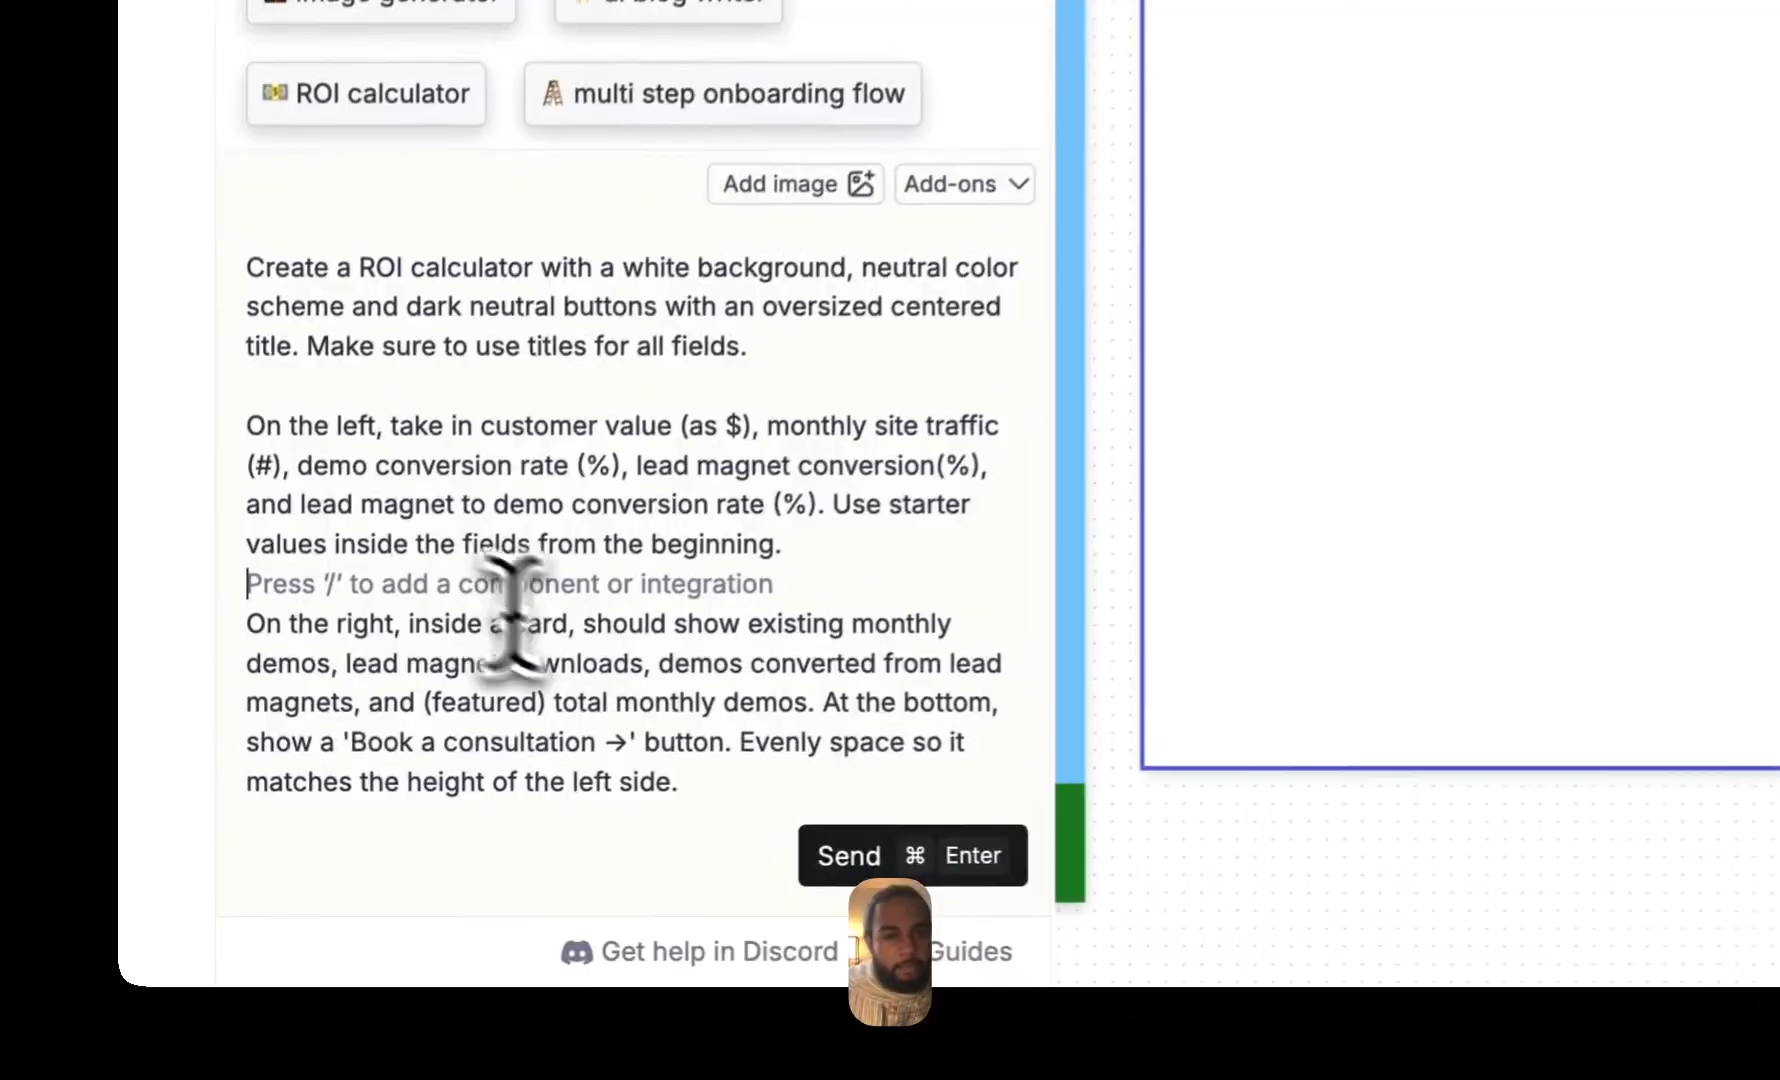 ROI calculator
multi step onboarding flow
Add image
Add-ons
Create a ROI calculator with a white background, neutral color
scheme and dark neutral buttons with an oversized centered
title. Make sure to use titles for all fields.
On the left, take in customer value (as $), monthly site traffic
(#), demo conversion rate (%), lead magnet conversion(%),
and lead magnet to demo conversion rate (%). Use starter
values inside the fields from the beginning.
Press '/' to add a component or integration
On the right, inside a card, should show existing monthly
demos, lead magnet downloads, demos converted from lead
magnets, and (featured) total monthly demos. At the bottom,
show a 'Book a consultation →' button. Evenly space so it
matches the height of the left side.
Send ⌘ Enter
Get help in Discord
Guides